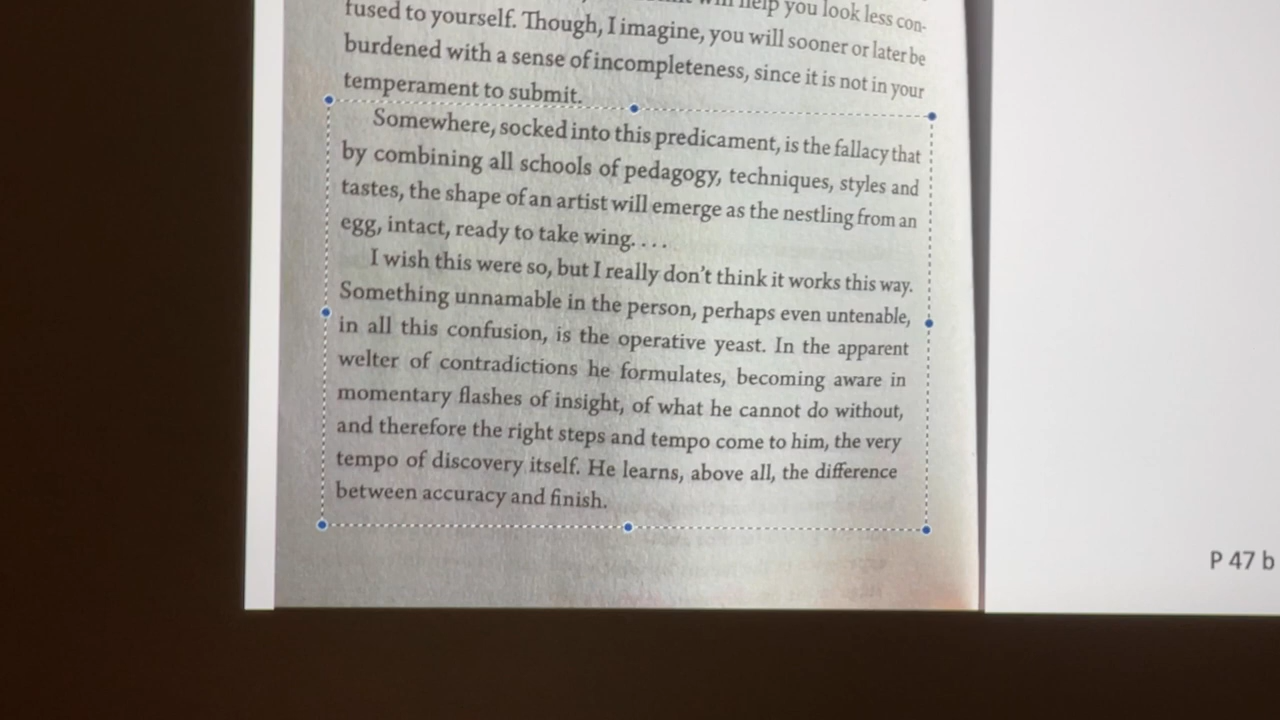 will help you look less con-
fused to yourself. Though, I imagine, you will sooner or later be
burdened with a sense of incompleteness, since it is not in your
temperament to submit.
Somewhere, socked into this predicament, is the fallacy that
by combining all schools of pedagogy, techniques, styles and
tastes, the shape of an artist will emerge as the nestling from an
egg, intact, ready to take wing. . . .
I wish this were so, but I really don't think it works this way.
Something unnamable in the person, perhaps even untenable,
in all this confusion, is the operative yeast. In the apparent
welter of contradictions he formulates, becoming aware in
momentary flashes of insight, of what he cannot do without,
and therefore the right steps and tempo come to him, the very
tempo of discovery itself. He learns, above all, the difference
between accuracy and finish.
P 47 b